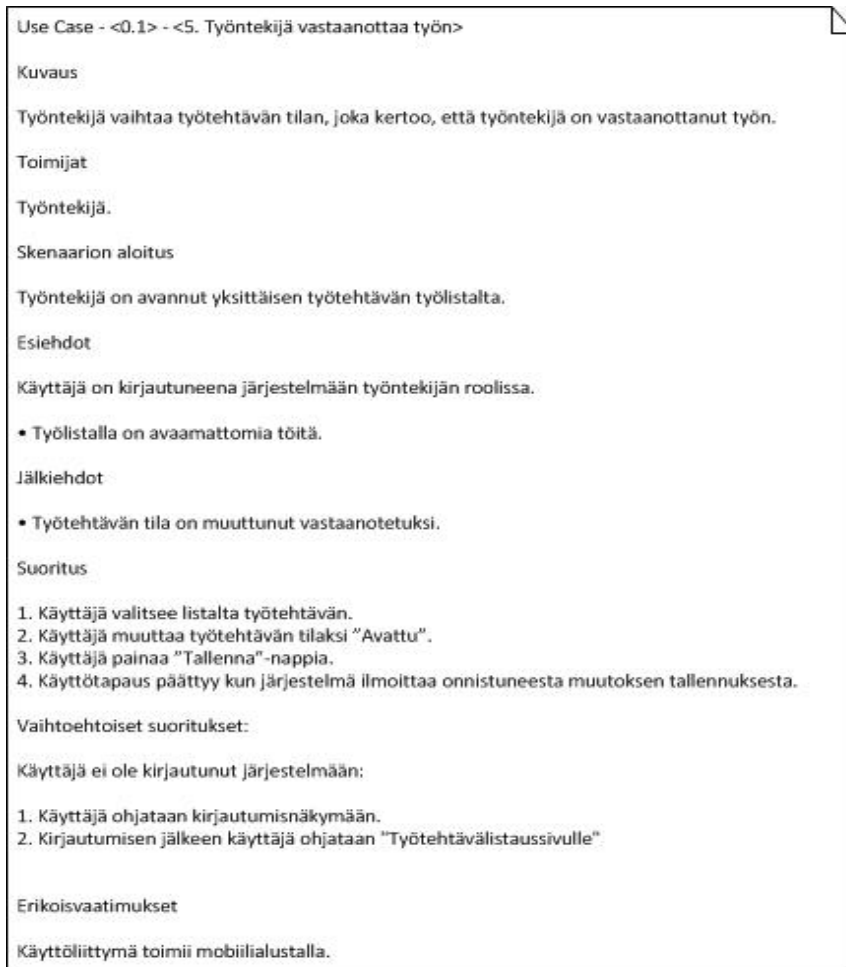 Use Case - <0.1> - <5. Työntekijä vastaanottaa työn>
Kuvaus
Työntekijä vaihtaa työtehtävän tilan, joka kertoo, että työntekijä on vastaanottanut työn.
Toimijat
Työntekijä.
Skenaarion aloitus
Työntekijä on avannut yksittäisen työtehtävän työlistalta.
Esiehdot
Käyttäjä on kirjautuneena järjestelmään työntekijän roolissa.
• Työlistalla on avaamattomia töitä.
Jälkiehdot
• Työtehtävän tila on muuttunut vastaanotetuksi.
Suoritus
1. Käyttäjä valitsee listalta työtehtävän.
2. Käyttäjä muuttaa työtehtävän tilaksi ”Avattu”.
3. Käyttäjä painaa ”Tallenna”-nappia.
4. Käyttötapaus päättyy kun järjestelmä ilmoittaa onnistuneesta muutoksen tallennuksesta.
Vaihtoehtoiset suoritukset:
Käyttäjä ei ole kirjautunut järjestelmään:
1. Käyttäjä ohjataan kirjautumisnäkymään.
2. Kirjautumisen jälkeen käyttäjä ohjataan "Työtehtävälistaussivulle"
Erikoisvaatimukset
Käyttöliittymä toimii mobiilialustalla.